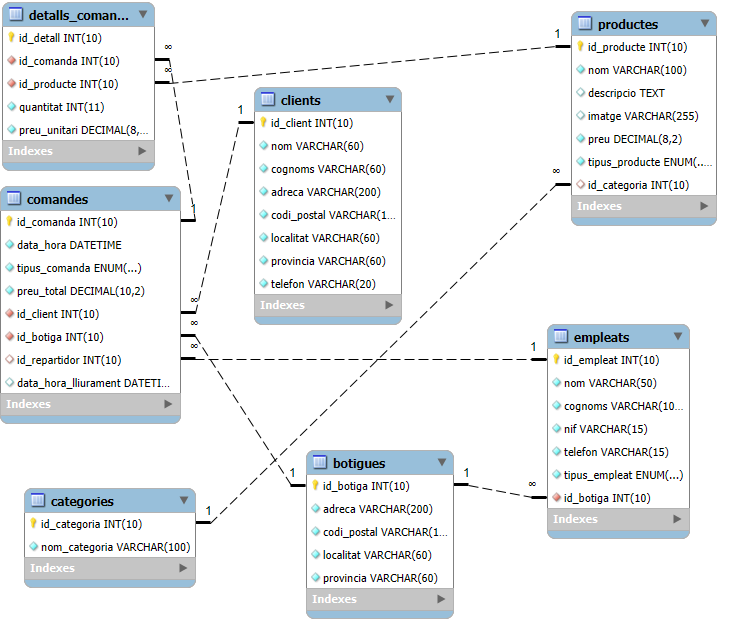 detalls_coman...
id_detall INT(10)
id_comanda INT(10)
id_producte INT(10)
quantitat INT(11)
preu_unitari DECIMAL(8,...
Indexes
∞
∞
1
productes
id_producte INT(10)
nom VARCHAR(100)
descripcio TEXT
imatge VARCHAR(255)
preu DECIMAL(8,2)
tipus_producte ENUM(...
id_categoria INT(10)
Indexes
∞
1
clients
id_client INT(10)
nom VARCHAR(60)
cognoms VARCHAR(60)
adreca VARCHAR(200)
codi_postal VARCHAR(1...
localitat VARCHAR(60)
provincia VARCHAR(60)
telefon VARCHAR(20)
Indexes
comandes
id_comanda INT(10)
data_hora DATETIME
tipus_comanda ENUM(...)
preu_total DECIMAL(10,2)
id_client INT(10)
id_botiga INT(10)
id_repartidor INT(10)
data_hora_lliurament DATETI...
Indexes
1
∞
∞
∞
1
empleats
id_empleat INT(10)
nom VARCHAR(50)
cognoms VARCHAR(10...
nif VARCHAR(15)
telefon VARCHAR(15)
tipus_empleat ENUM(...)
id_botiga INT(10)
Indexes
∞
1
botigues
id_botiga INT(10)
adreca VARCHAR(200)
codi_postal VARCHAR(1...
localitat VARCHAR(60)
provincia VARCHAR(60)
Indexes
1
categories
id_categoria INT(10)
nom_categoria VARCHAR(100)
Indexes
1